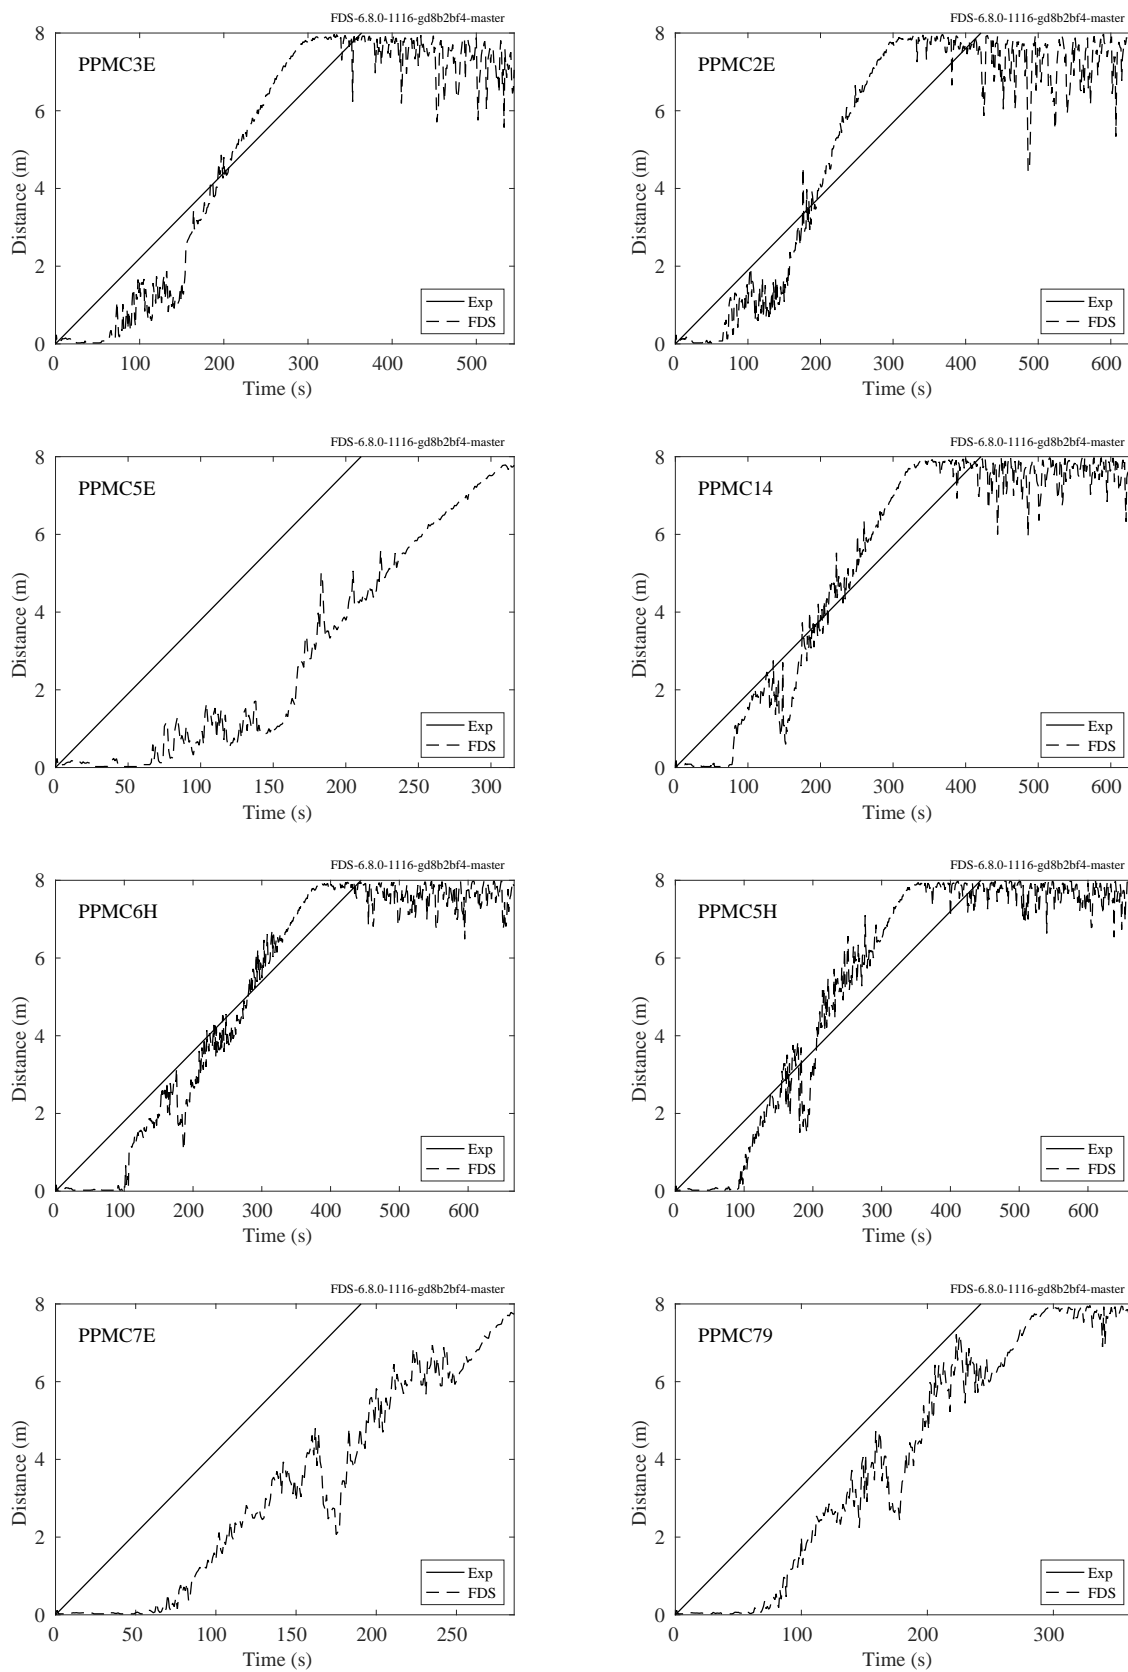 FDS-6.8.0-1116-gd8b2bf4-master
PPMC3E
Distance (m)
8
6
4
2
0
Exp
FDS
0 100 200 300 400 500
Time (s)
FDS-6.8.0-1116-gd8b2bf4-master
PPMC2E
Distance (m)
8
6
4
2
0
Exp
FDS
0 100 200 300 400 500 600
Time (s)
FDS-6.8.0-1116-gd8b2bf4-master
PPMC5E
Distance (m)
8
6
4
2
0
Exp
FDS
0 50 100 150 200 250 300
Time (s)
FDS-6.8.0-1116-gd8b2bf4-master
PPMC14
Distance (m)
8
6
4
2
0
Exp
FDS
0 100 200 300 400 500 600
Time (s)
FDS-6.8.0-1116-gd8b2bf4-master
PPMC6H
Distance (m)
8
6
4
2
0
Exp
FDS
0 100 200 300 400 500 600
Time (s)
FDS-6.8.0-1116-gd8b2bf4-master
PPMC5H
Distance (m)
8
6
4
2
0
Exp
FDS
0 100 200 300 400 500 600
Time (s)
FDS-6.8.0-1116-gd8b2bf4-master
PPMC7E
Distance (m)
8
6
4
2
0
Exp
FDS
0 50 100 150 200 250
Time (s)
FDS-6.8.0-1116-gd8b2bf4-master
PPMC79
Distance (m)
8
6
4
2
0
Exp
FDS
0 100 200 300
Time (s)